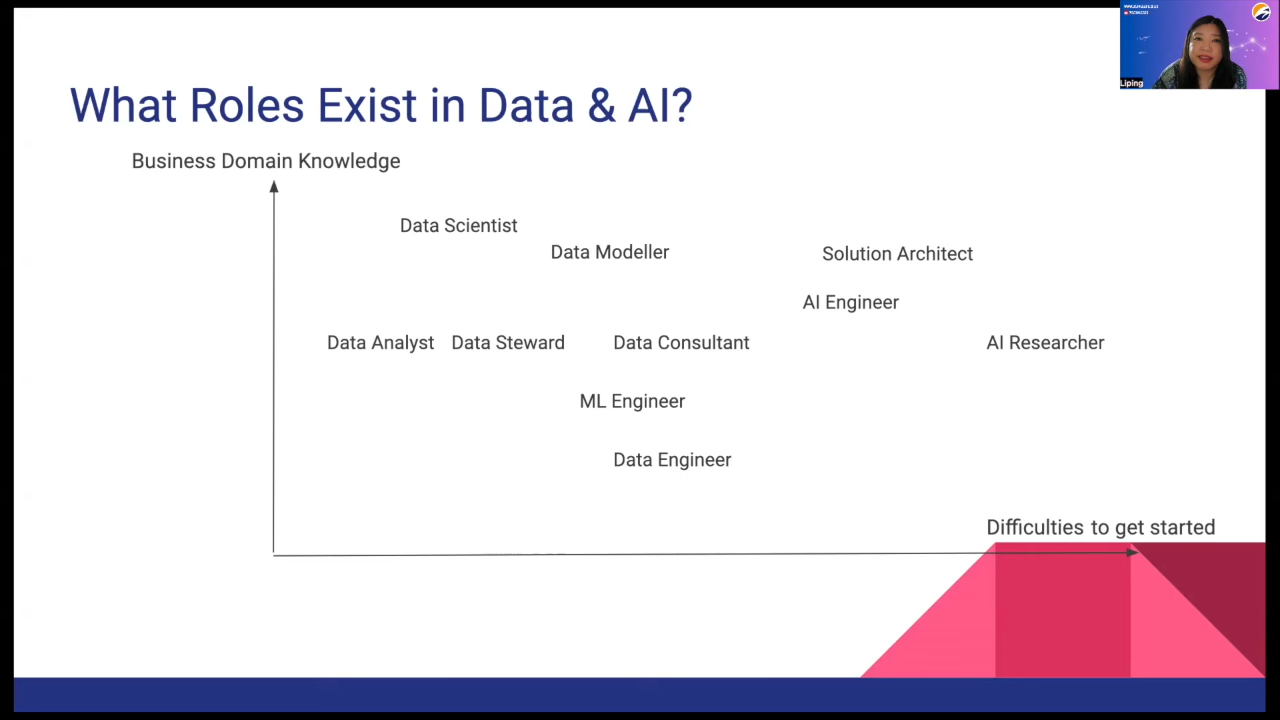 What Roles Exist in Data & AI?
Business Domain Knowledge
Data Scientist
Data Modeller
Solution Architect
AI Engineer
Data Analyst
Data Steward
Data Consultant
AI Researcher
ML Engineer
Data Engineer
Difficulties to get started
Liping